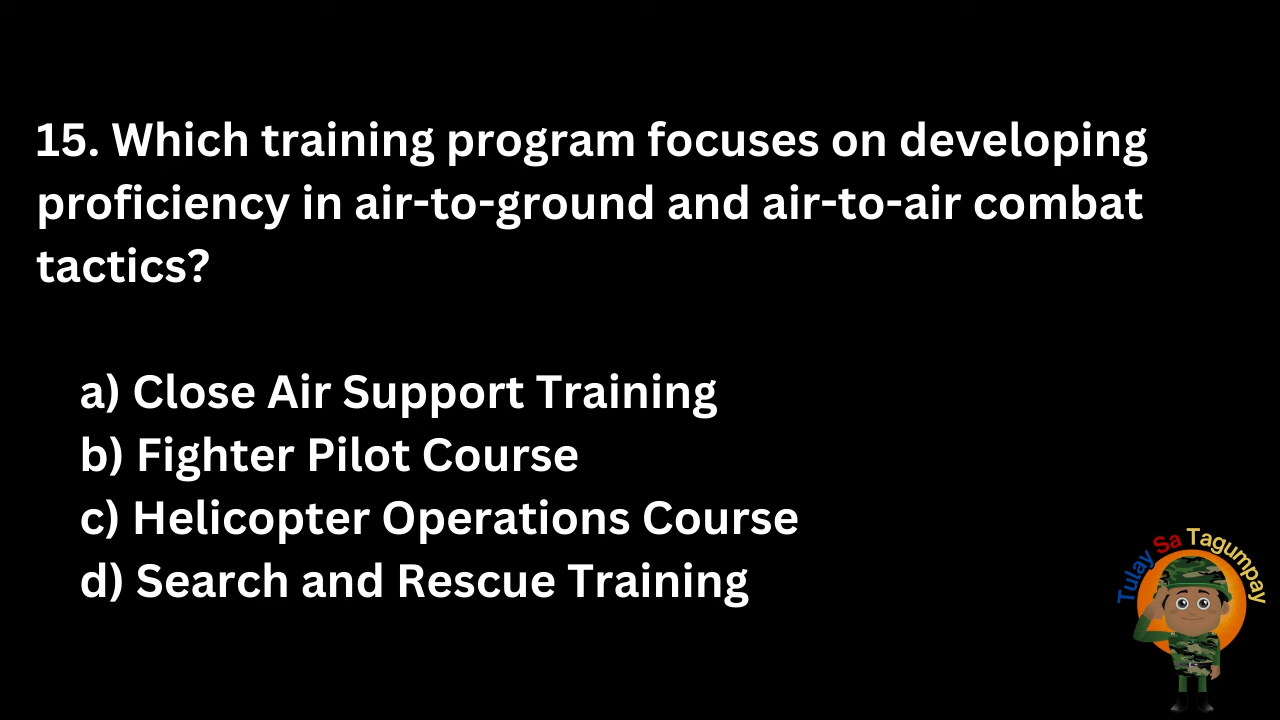 15. Which training program focuses on developing
proficiency in air-to-ground and air-to-air combat
tactics?
a) Close Air Support Training
b) Fighter Pilot Course
c) Helicopter Operations Course
d) Search and Rescue Training
Tulay Sa Tagumpay